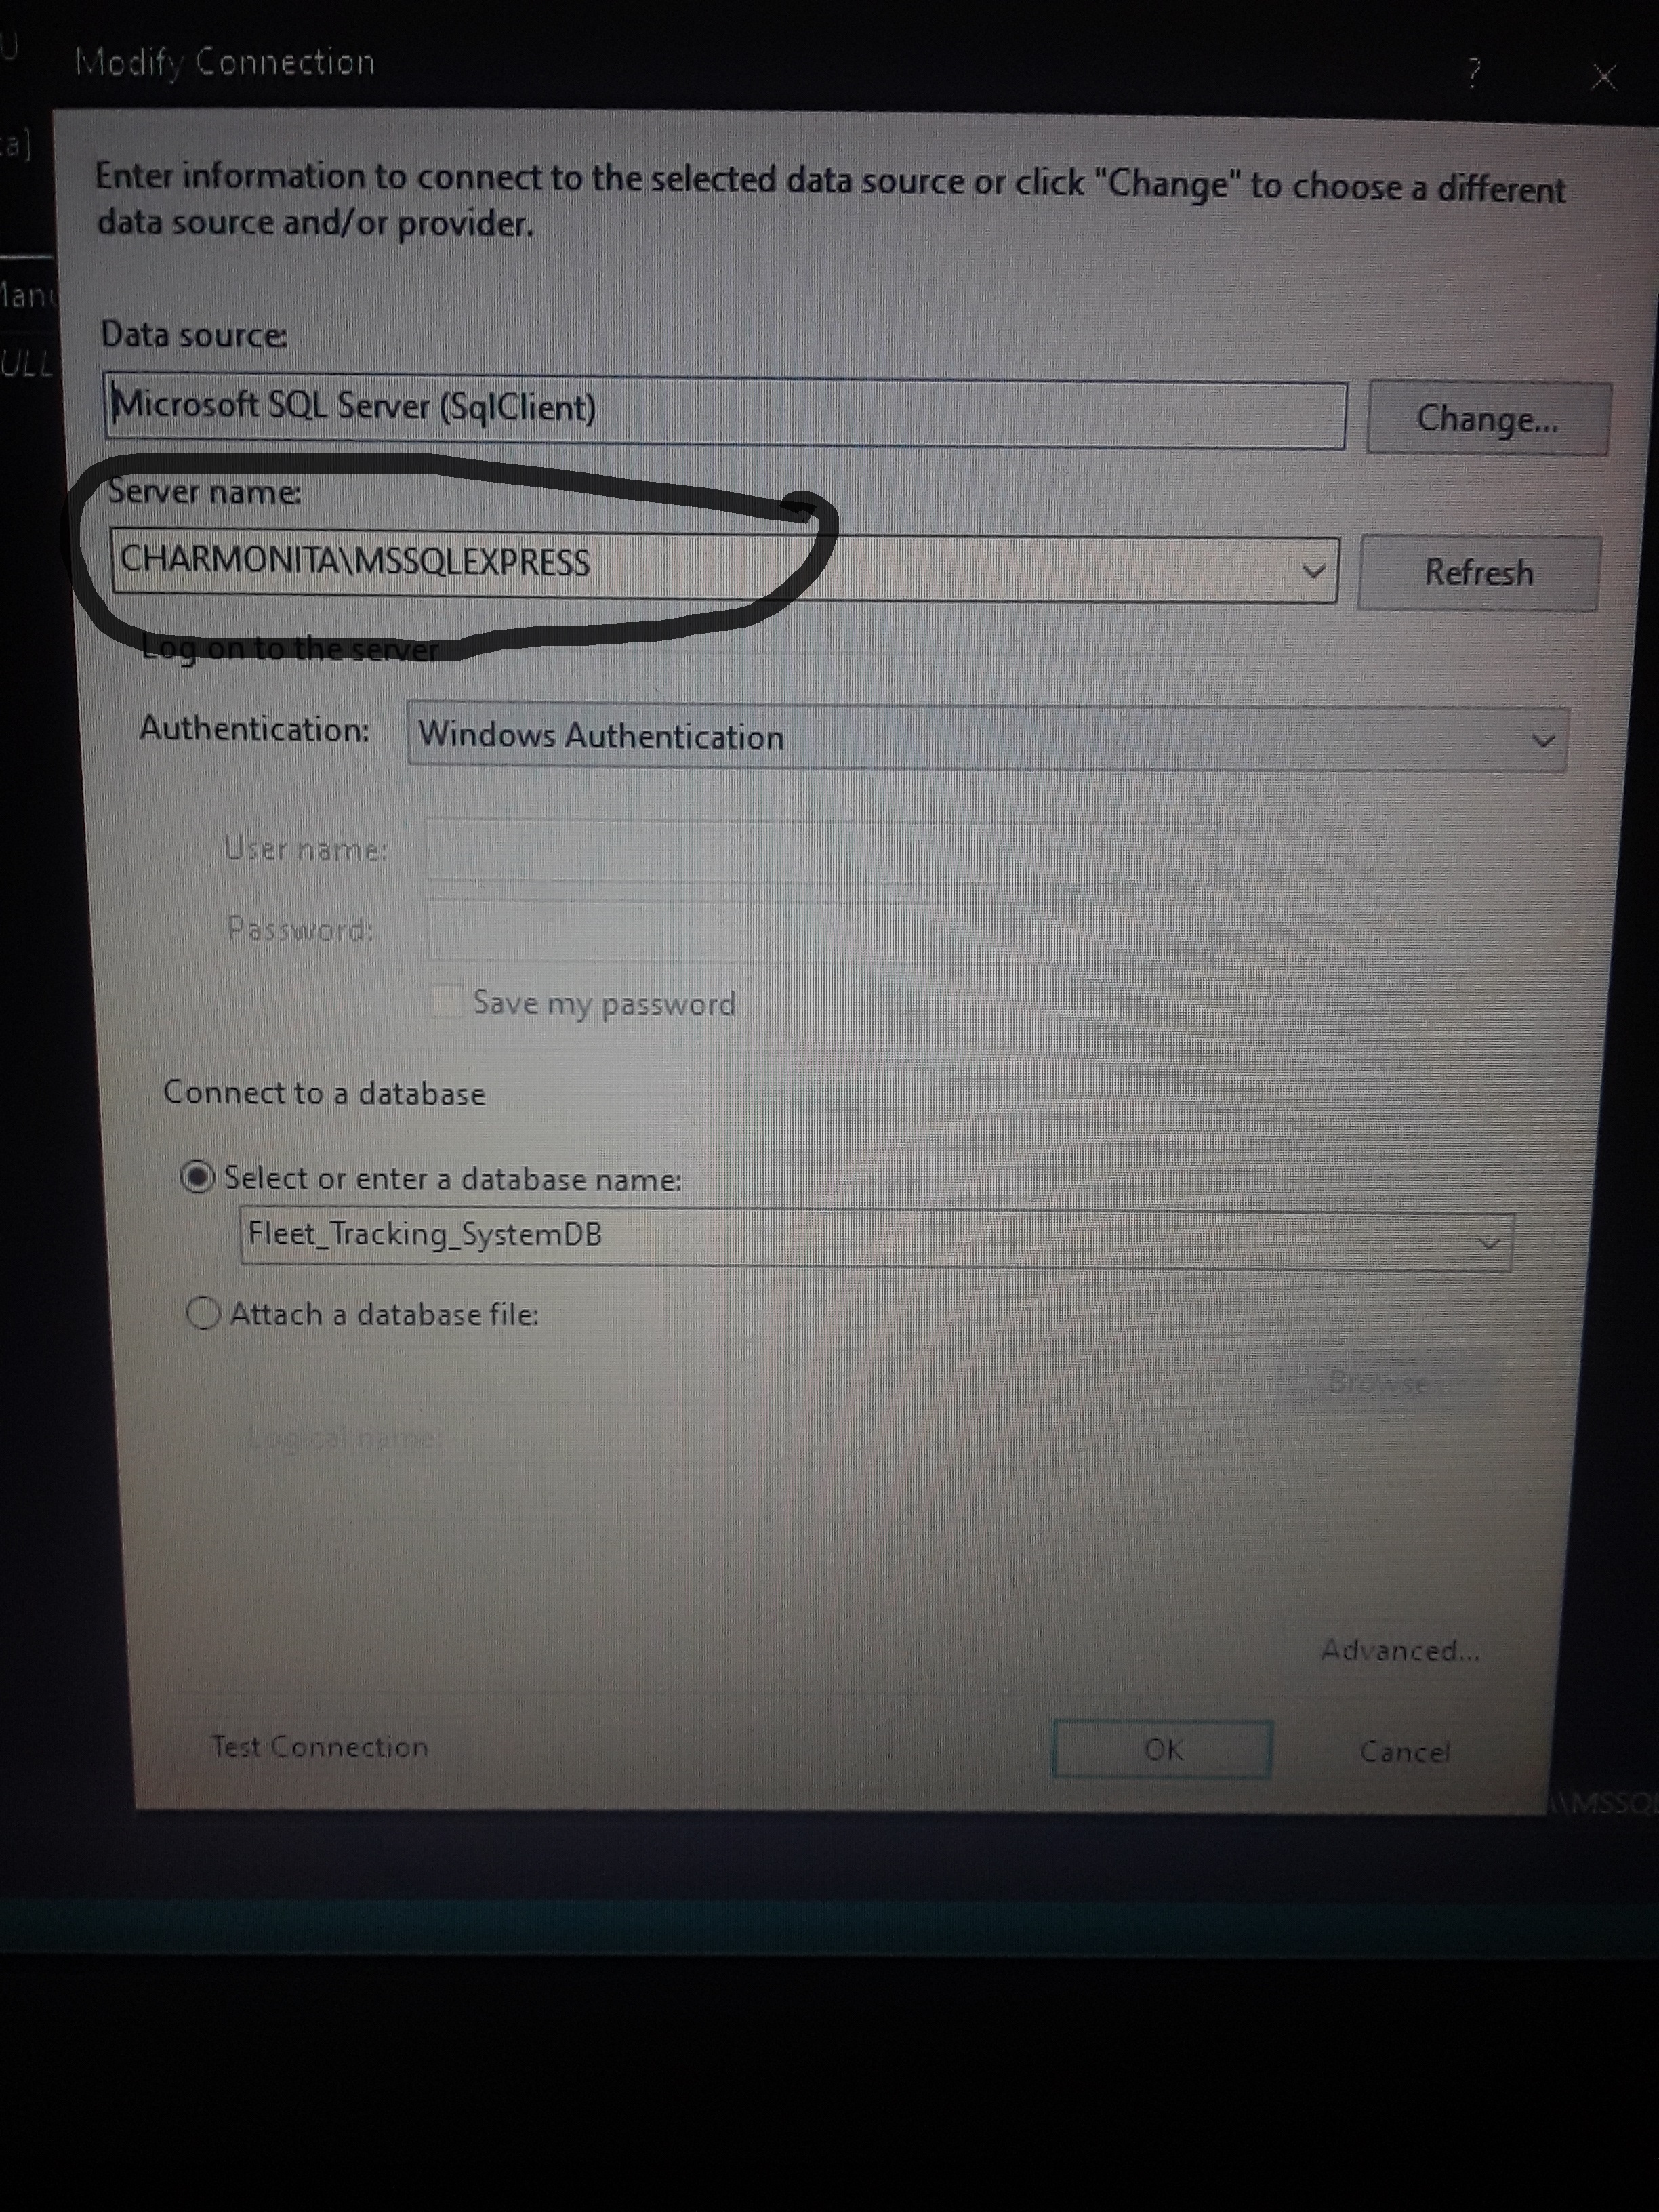 Modify Connection
? X
Enter information to connect to the selected data source or click "Change" to choose a different
data source and/or provider.
Data source:
Microsoft SQL Server (SqlClient)
Change...
Server name:
CHARMONITA\MSSQLEXPRESS
Refresh
Log on to the server
Authentication:
Windows Authentication
User name:
Password:
Save my password
Connect to a database
Select or enter a database name:
Fleet_Tracking_SystemDB
Attach a database file:
Browse...
Logical name:
Advanced...
Test Connection
OK
Cancel